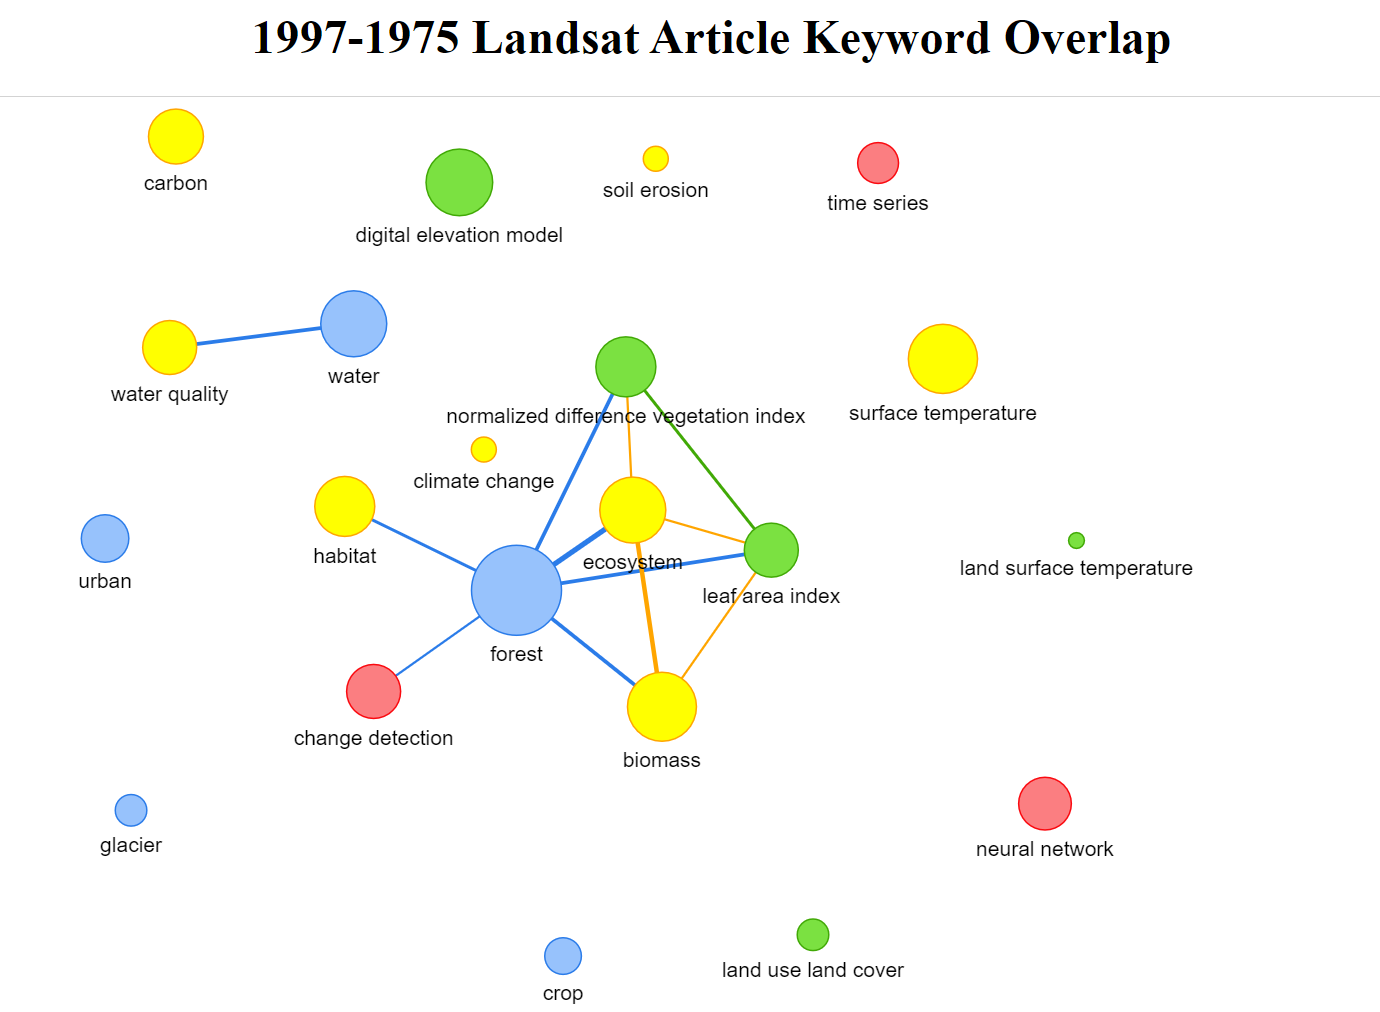 1997-1975 Landsat Article Keyword Overlap
carbon
digital elevation model
soil erosion
time series
water quality
water
normalized difference vegetation index
surface temperature
climate change
habitat
ecosystem
urban
leaf area index
land surface temperature
forest
change detection
biomass
glacier
neural network
crop
land use land cover